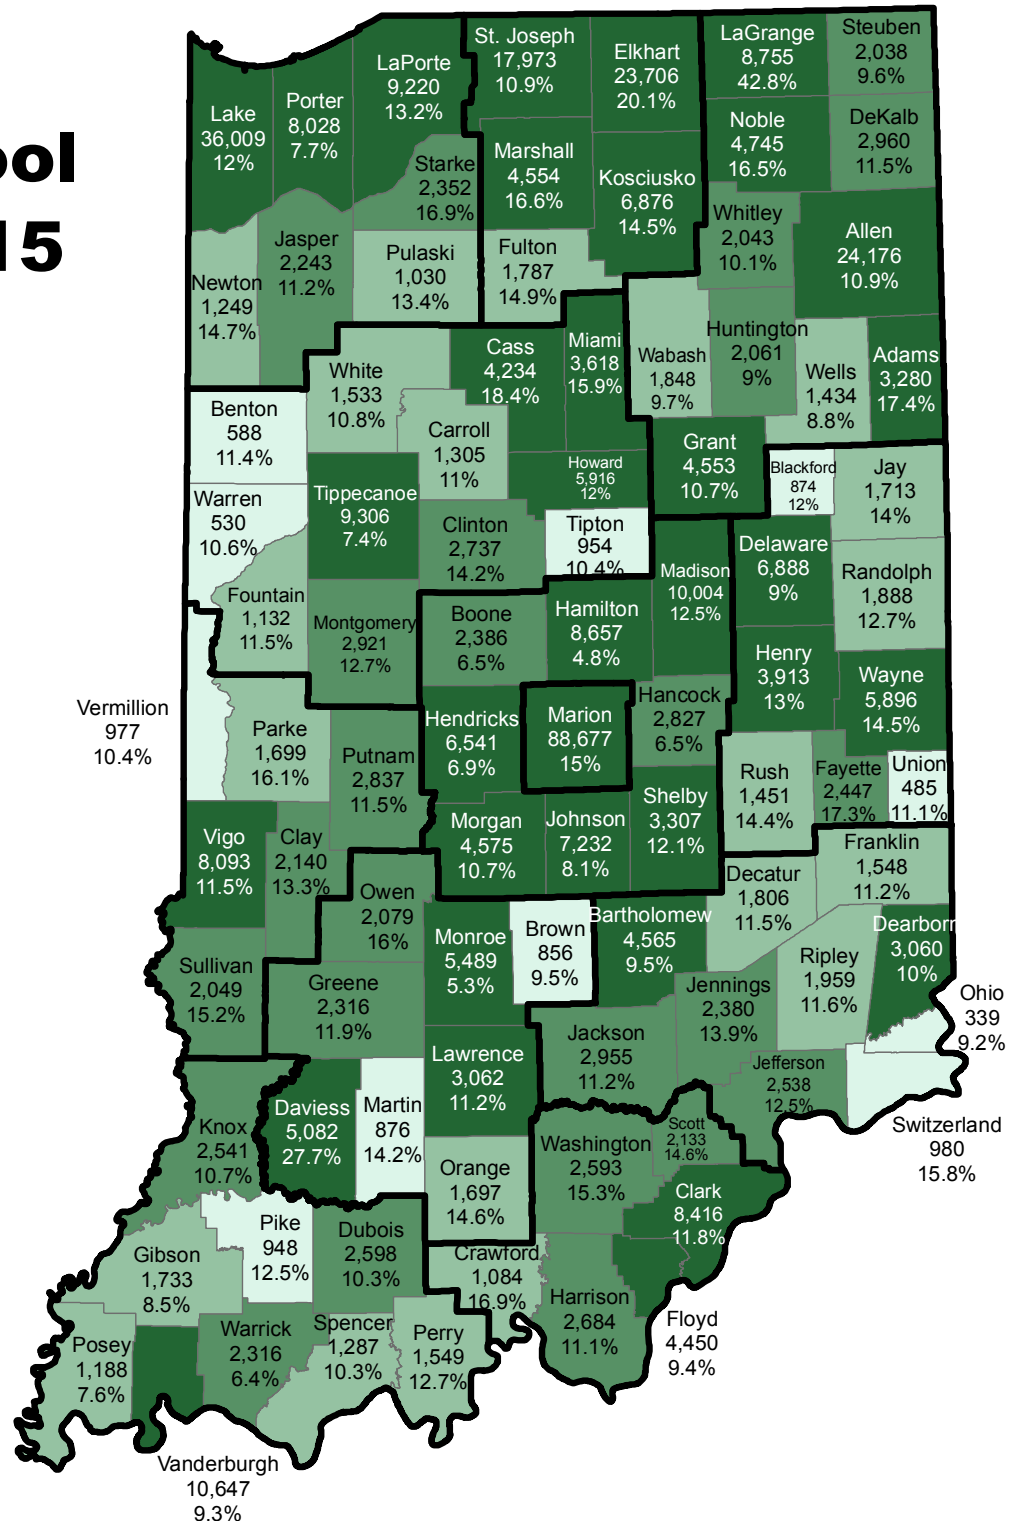 ool
15
St. Joseph
17,973
10.9%
Elkhart
23,706
20.1%
LaGrange
8,755
42.8%
Steuben
2,038
9.6%
LaPorte
9,220
13.2%
Porter
8,028
7.7%
Lake
36,009
12%
Noble
4,745
16.5%
DeKalb
2,960
11.5%
Marshall
4,554
16.6%
Starke
2,352
16.9%
Kosciusko
6,876
14.5%
Whitley
2,043
10.1%
Allen
24,176
10.9%
Jasper
2,243
11.2%
Pulaski
1,030
13.4%
Fulton
1,787
14.9%
Newton
1,249
14.7%
Huntington
2,061
9%
Miami
3,618
15.9%
Cass
4,234
18.4%
Wabash
1,848
9.7%
Adams
3,280
17.4%
Wells
1,434
8.8%
White
1,533
10.8%
Benton
588
11.4%
Carroll
1,305
11%
Grant
4,553
10.7%
Howard
5,916
12%
Blackford
874
12%
Jay
1,713
14%
Warren
530
10.6%
Tippecanoe
9,306
7.4%
Clinton
2,737
14.2%
Tipton
954
10.4%
Delaware
6,888
9%
Madison
10,004
12.5%
Randolph
1,888
12.7%
Fountain
1,132
11.5%
Montgomery
2,921
12.7%
Boone
2,386
6.5%
Hamilton
8,657
4.8%
Henry
3,913
13%
Wayne
5,896
14.5%
Vermillion
977
10.4%
Parke
1,699
16.1%
Putnam
2,837
11.5%
Hendricks
6,541
6.9%
Marion
88,677
15%
Hancock
2,827
6.5%
Rush
1,451
14.4%
Fayette
2,447
17.3%
Union
485
11.1%
Shelby
3,307
12.1%
Vigo
8,093
11.5%
Clay
2,140
13.3%
Morgan
4,575
10.7%
Johnson
7,232
8.1%
Franklin
1,548
11.2%
Decatur
1,806
11.5%
Owen
2,079
16%
Bartholomew
4,565
9.5%
Dearborn
3,060
10%
Monroe
5,489
5.3%
Brown
856
9.5%
Ripley
1,959
11.6%
Sullivan
2,049
15.2%
Greene
2,316
11.9%
Jennings
2,380
13.9%
Ohio
339
9.2%
Jackson
2,955
11.2%
Lawrence
3,062
11.2%
Jefferson
2,538
12.5%
Daviess
5,082
27.7%
Martin
876
14.2%
Knox
2,541
10.7%
Washington
2,593
15.3%
Scott
2,133
14.6%
Switzerland
980
15.8%
Orange
1,697
14.6%
Clark
8,416
11.8%
Pike
948
12.5%
Dubois
2,598
10.3%
Gibson
1,733
8.5%
Crawford
1,084
16.9%
Harrison
2,684
11.1%
Floyd
4,450
9.4%
Posey
1,188
7.6%
Warrick
2,316
6.4%
Spencer
1,287
10.3%
Perry
1,549
12.7%
Vanderburgh
10,647
9.3%